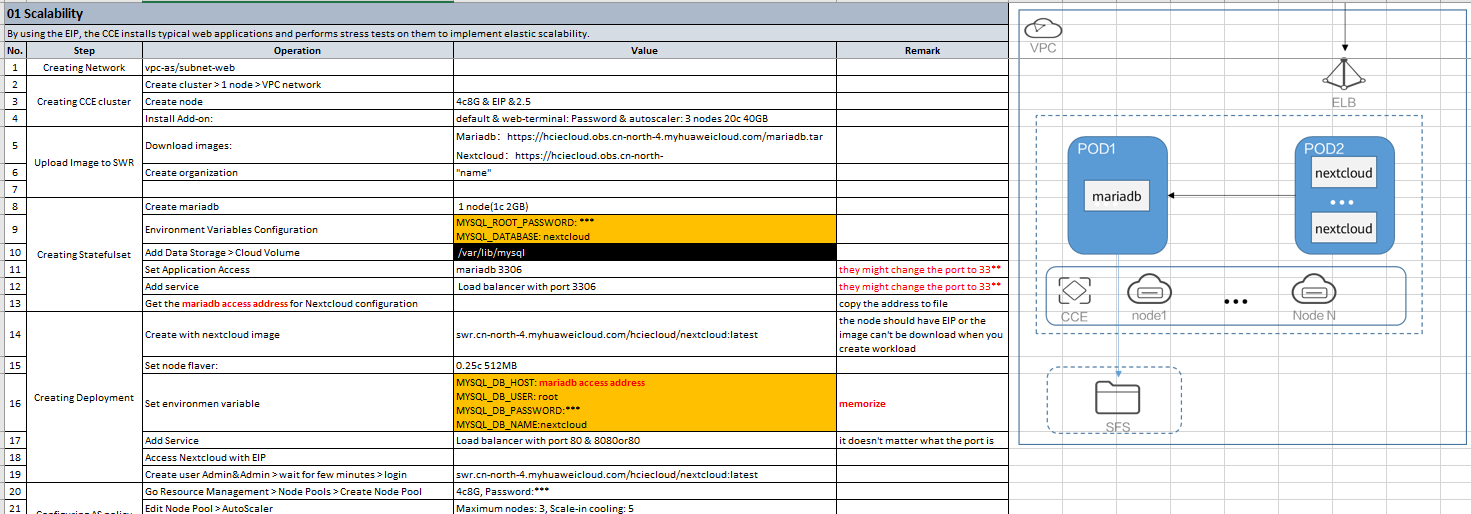 01 Scalability
By using the EIP, the CCE installs typical web applications and performs stress tests on them to implement elastic scalability.
No. Step Operation Value Remark
1 Creating Network vpc-as/subnet-web
2 Create cluster > 1 node > VPC network
Creating CCE cluster
3 Create node 4c8G & EIP &2.5
4 Install Add-on: default & web-terminal: Password & autoscaler: 3 nodes 20c 40GB
Upload Image to SWR
5 Download images: Mariadb：https://hciecloud.obs.cn-north-4.myhuaweicloud.com/mariadb.tar
Nextcloud：https://hciecloud.obs.cn-north-
6 Create organization "name"
7
Creating Statefulset
8 Create mariadb 1 node(1c 2GB)
9 Environment Variables Configuration MYSQL_ROOT_PASSWORD: ***
MYSQL_DATABASE: nextcloud
10 Add Data Storage > Cloud Volume /var/lib/mysql
11 Set Application Access mariadb 3306 they might change the port to 33**
12 Add service Load balancer with port 3306 they might change the port to 33**
13 Get the mariadb access address for Nextcloud configuration copy the address to file
Creating Deployment
14 Create with nextcloud image swr.cn-north-4.myhuaweicloud.com/hciecloud/nextcloud:latest
the node should have EIP or the
image can't be download when you
create workload
15 Set node flaver: 0.25c 512MB
16 Set environmen variable
MYSQL_DB_HOST: mariadb access address
MYSQL_DB_USER: root
MYSQL_DB_PASSWORD:***
MYSQL_DB_NAME:nextcloud
memorize
17 Add Service Load balancer with port 80 & 8080or80 it doesn't matter what the port is
18 Access Nextcloud with EIP
19 Create user Admin&Admin > wait for few minutes > login swr.cn-north-4.myhuaweicloud.com/hciecloud/nextcloud:latest
20 Go Resource Management > Node Pools > Create Node Pool 4c8G, Password:***
21 Edit Node Pool > AutoScaler Maximum nodes: 3, Scale-in cooling: 5
Configuring AS policy
VPC
ELB
POD1
mariadb
POD2
nextcloud
nextcloud
CCE
node1
Node N
SFS